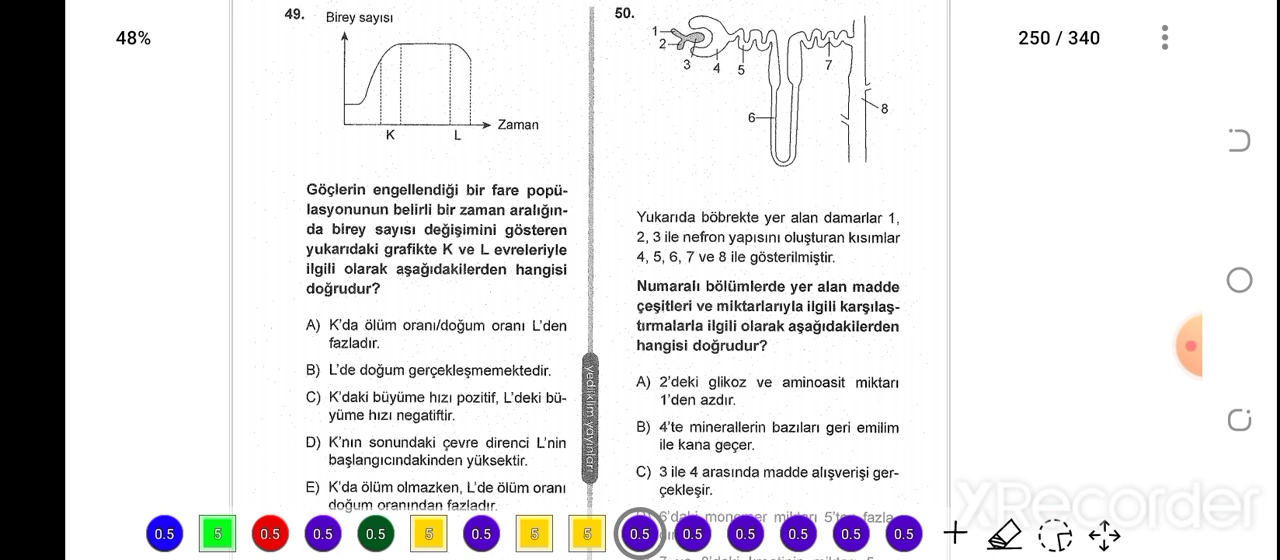 48%
250 / 340
49.
Birey sayısı
K
L
Zaman
Göçlerin engellendiği bir fare popü-
lasyonunun belirli bir zaman aralığın-
da birey sayısı değişimini gösteren
yukarıdaki grafikte K ve L evreleriyle
ilgili olarak aşağıdakilerden hangisi
doğrudur?
A) K'da ölüm oranı/doğum oranı L'den
fazladır.
B) L'de doğum gerçekleşmemektedir.
C) K'daki büyüme hızı pozitif, L'deki bü-
yüme hızı negatiftir.
D) K'nın sonundaki çevre direnci L'nin
başlangıcındakinden yüksektir.
E) K'da ölüm olmazken, L'de ölüm oranı
doğum oranından fazladır.
yediiklim yayınları
50.
1
2
3
4
5
6
7
8
Yukarıda böbrekte yer alan damarlar 1,
2, 3 ile nefron yapısını oluşturan kısımlar
4, 5, 6, 7 ve 8 ile gösterilmiştir.
Numaralı bölümlerde yer alan madde
çeşitleri ve miktarlarıyla ilgili karşılaş-
tırmalarla ilgili olarak aşağıdakilerden
hangisi doğrudur?
A) 2'deki glikoz ve aminoasit miktarı
1'den azdır.
B) 4'te minerallerin bazıları geri emilim
ile kana geçer.
C) 3 ile 4 arasında madde alışverişi ger-
çekleşir.
6'daki monomer miktarı 5'ten fazla-
0.5 5 0.5 0.5 0.5 5 0.5 5 5 0.5 0.5 0.5 0.5 0.5 0.5
XRecorder